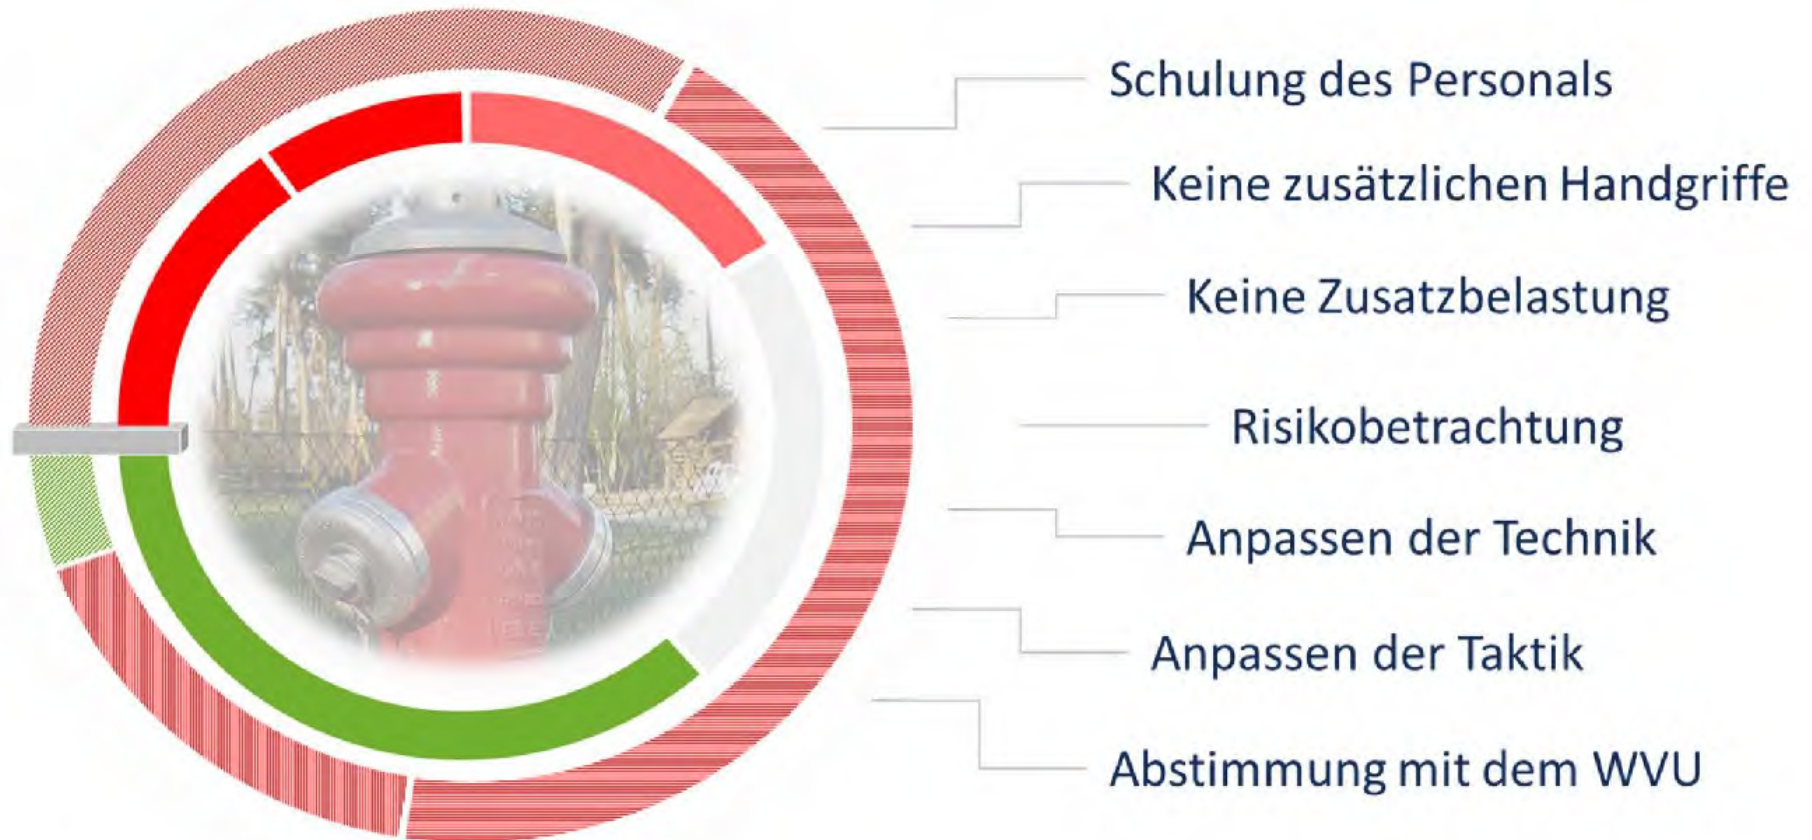 Schulung des Personals
Keine zusätzlichen Handgriffe
Keine Zusatzbelastung
Risikobetrachtung
Anpassen der Technik
Anpassen der Taktik
Abstimmung mit dem WVU